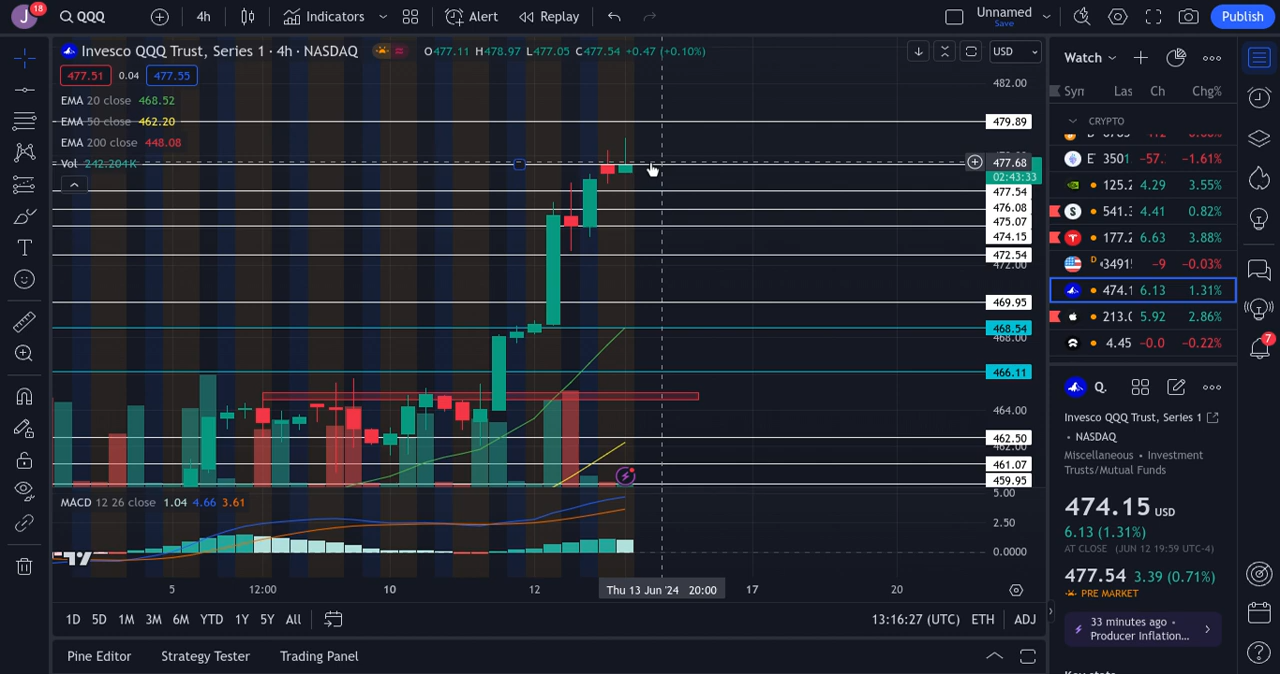 J 18 QQQ 4h Indicators Alert Replay Unnamed Save Publish
Invesco QQQ Trust, Series 1 · 4h · NASDAQ O477.11 H478.97 L477.05 C477.54 +0.47 (+0.10%) USD
477.51 0.04 477.55
EMA 20 close 468.52
EMA 50 close 462.20
EMA 200 close 448.08
Vol 242.204K
482.00
479.89
477.68
02:43:33
477.54
476.08
475.07
474.15
472.54
472.00
469.95
468.54
468.00
466.11
464.00
462.50
462.00
461.07
459.95
MACD 12 26 close 1.04 4.66 3.61
5.00
2.50
0.0000
5 12:00 10 12 Thu 13 Jun '24 20:00 17 20
1D 5D 1M 3M 6M YTD 1Y 5Y All 13:16:27 (UTC) ETH ADJ
Pine Editor Strategy Tester Trading Panel
Watch
Syn Las Ch Chg%
CRYPTO
E 3501 -57. -1.61%
125.2 4.29 3.55%
541.3 4.41 0.82%
177.2 6.63 3.88%
D 3491 -9 -0.03%
474.1 6.13 1.31%
213.0 5.92 2.86%
4.45 -0.0 -0.22%
7
Q.
Invesco QQQ Trust, Series 1
• NASDAQ
Miscellaneous • Investment
Trusts/Mutual Funds
474.15 USD
6.13 (1.31%)
AT CLOSE (JUN 12 19:59 UTC-4)
477.54 3.39 (0.71%)
PRE MARKET
33 minutes ago •
Producer Inflation...